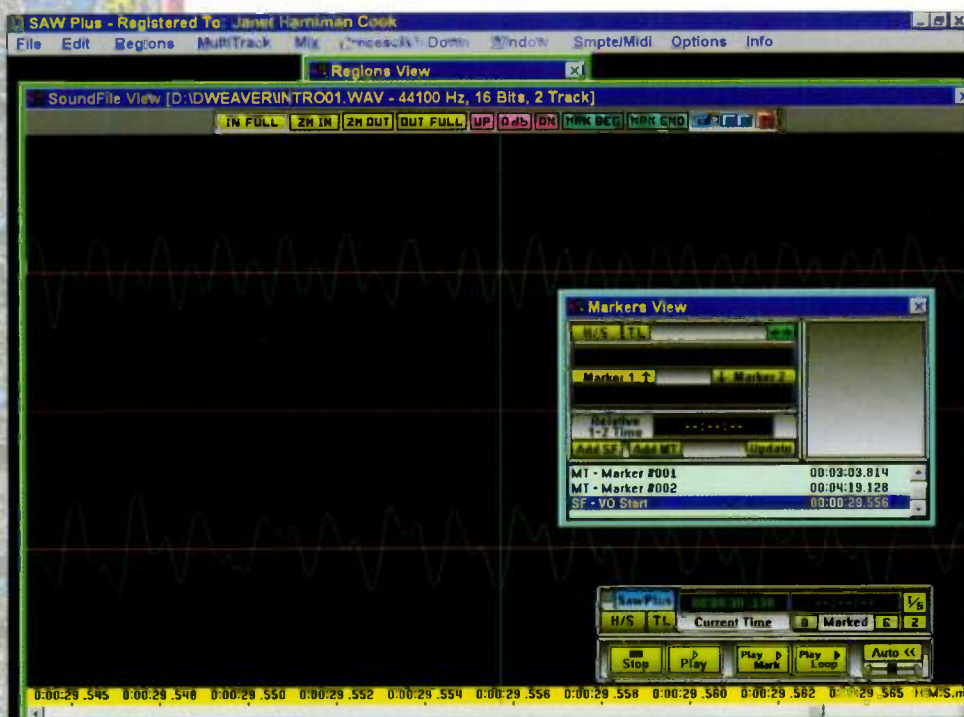 SAW Plus - Registered To: Janet Harniman Cook
File Edit Regions MultiTrack Mix Down Window Smpte/Midi Options Info
Regions View
SoundFile View [D:\DWEAVER\INTRO01.WAV - 44100 Hz, 16 Bits, 2 Track]
IN FULL ZM IN ZM OUT OUT FULL UP 0db DN MRK BEG MRK END
Markers View
H/S TL
Marker 1 ↑ ↓ Marker 2
Relative
1-2 Time --:--:--
Add SF Add MT Update
MT - Marker #001 00:03:03.814
MT - Marker #002 00:04:19.128
SF - VO Start 00:00:29.556
SawPlus --:--:--
H/S TL Current Time B Marked E Z
Stop Play Play Mark Play Loop Auto <<
0:00:29.545 0:00:29.548 0:00:29.550 0:00:29.552 0:00:29.554 0:00:29.556 0:00:29.558 0:00:29.560 0:00:29.562 29.565 H:M:S.m